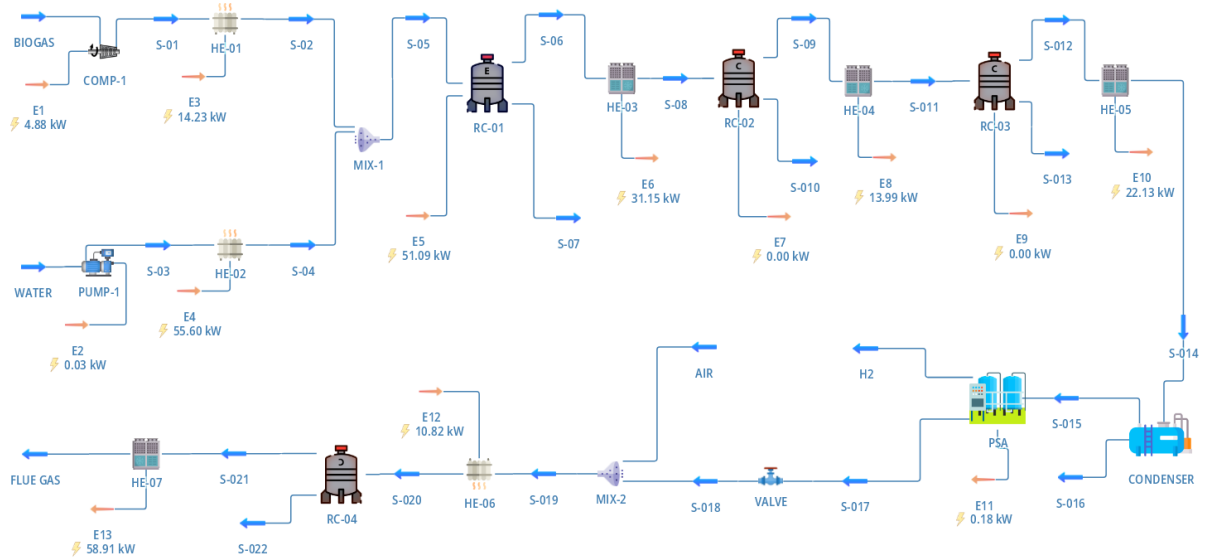 BIOGAS
S-01
HE-01
S-02
COMP-1
E1
4.88 kW
E3
14.23 kW
MIX-1
S-05
E
RC-01
S-06
E5
51.09 kW
S-07
HE-03
S-08
E6
31.15 kW
C
RC-02
S-09
S-010
E7
0.00 kW
HE-04
S-011
E8
13.99 kW
C
RC-03
S-012
S-013
E9
0.00 kW
HE-05
E10
22.13 kW
WATER
PUMP-1
S-03
HE-02
S-04
E2
0.03 kW
E4
55.60 kW
S-014
CONDENSER
S-015
S-016
PSA
H2
E11
0.18 kW
S-017
VALVE
S-018
AIR
MIX-2
S-019
HE-06
E12
10.82 kW
S-020
C
RC-04
S-021
S-022
HE-07
E13
58.91 kW
FLUE GAS